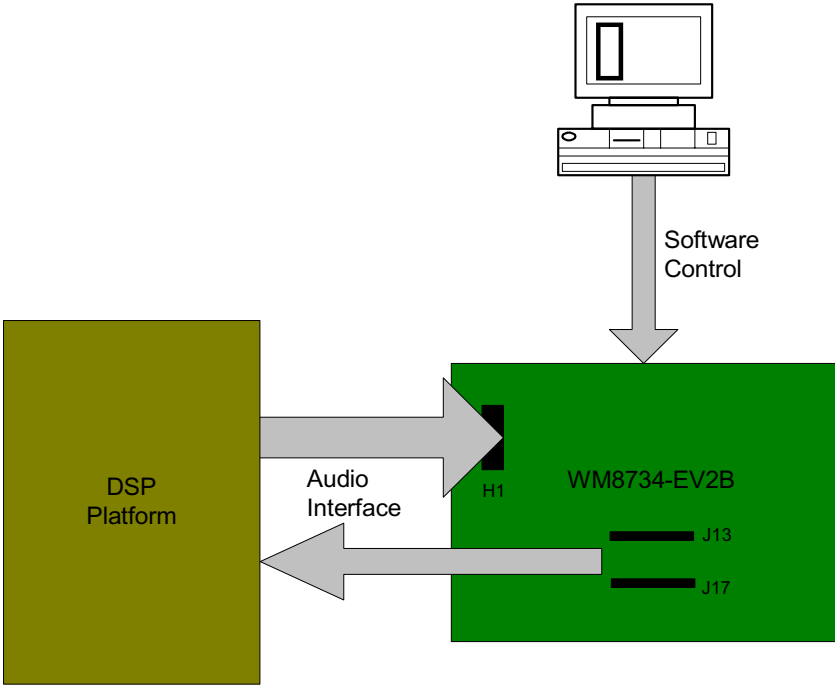 Software
Control
DSP
Platform
Audio
Interface
H1
WM8734-EV2B
J13
J17